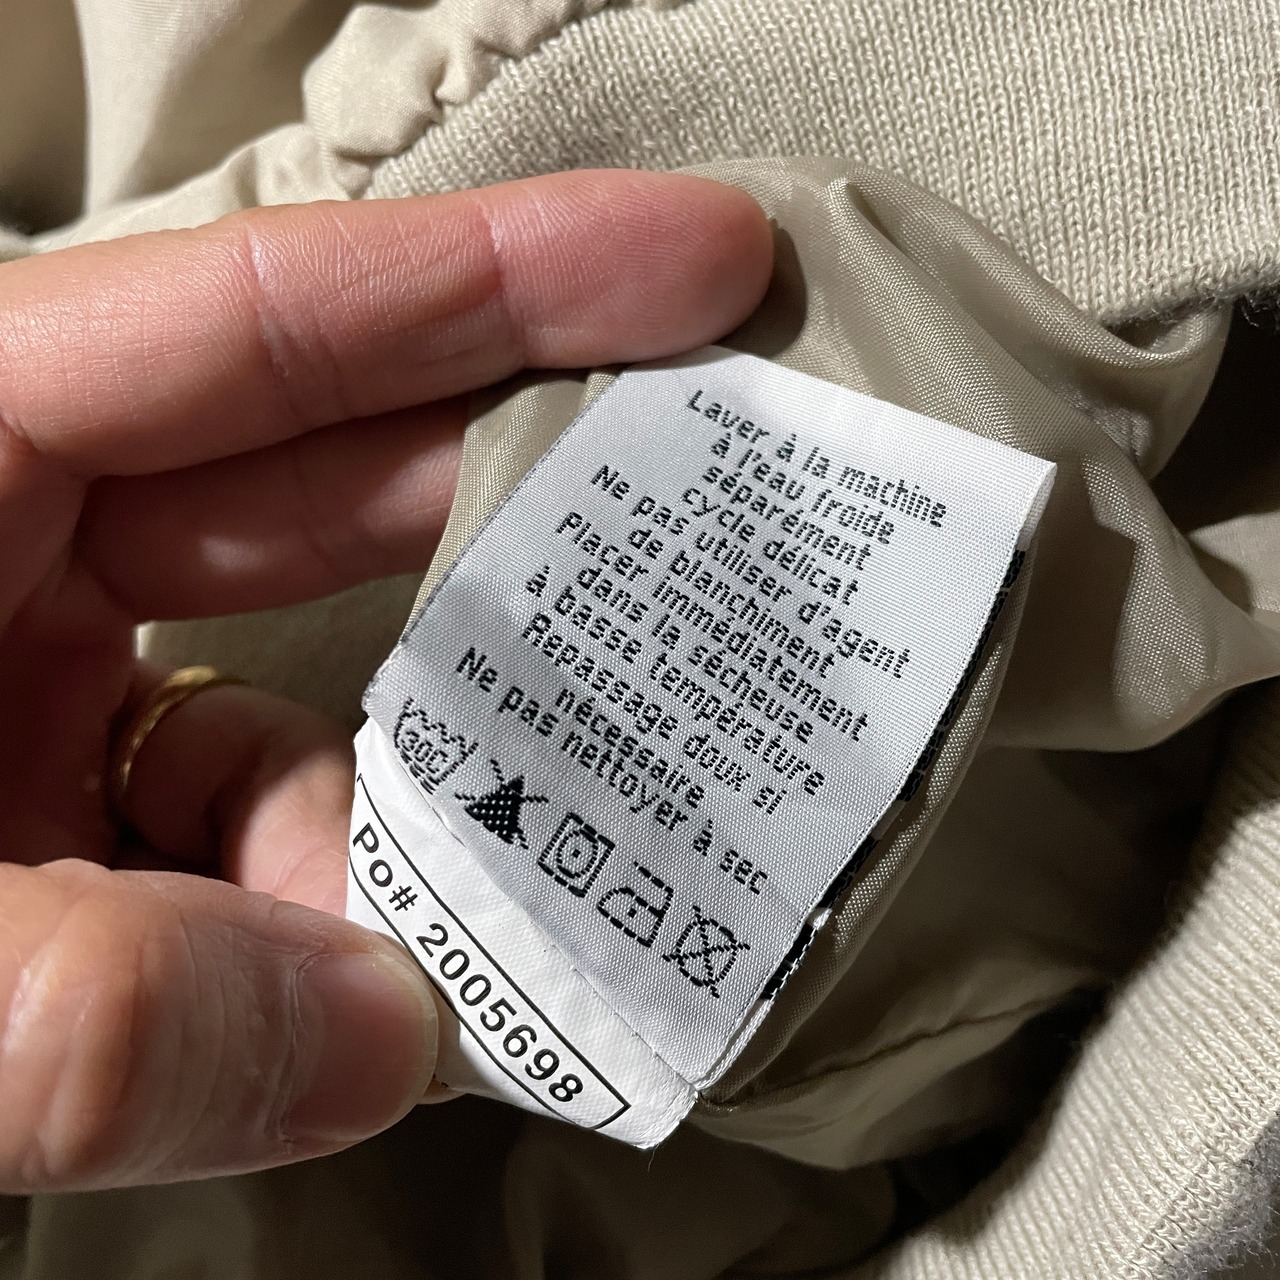 Laver à la machine
à l'eau froide
séparément
cycle délicat
Ne pas utiliser d'agent
de blanchiment
Placer immédiatement
dans la sécheuse
à basse température
Repassage doux si
nécessaire
Ne pas nettoyer à sec
30C
Po# 2005698